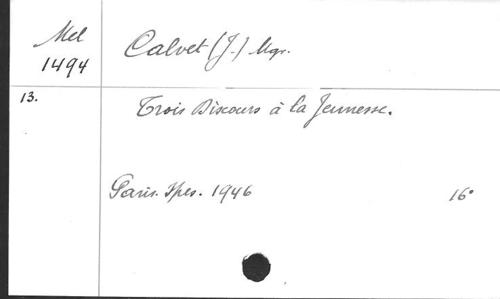 Mel
1494
Calvet (J.) Mgr.
13.
Trois Discours à la Jeunesse.
Paris. Spes. 1946
16°